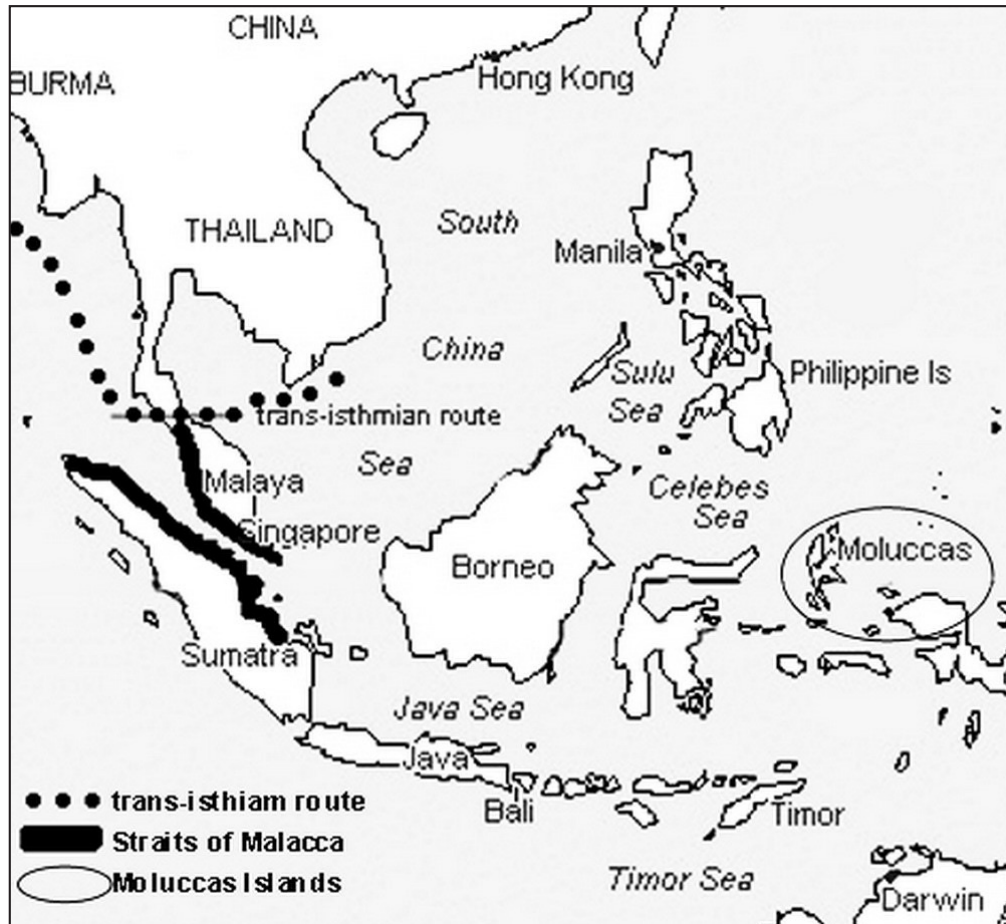 CHINA
BURMA
Hong Kong
THAILAND
South
Manila
China
Sulu
Philippine Is
Sea
trans-isthmian route
Sea
Malaya
Celebes
Sea
Singapore
Moluccas
Borneo
Sumatra
Java Sea
Java
Bali
Timor
trans-isthiam route
Straits of Malacca
Moluccas Islands
Timor Sea
Darwin